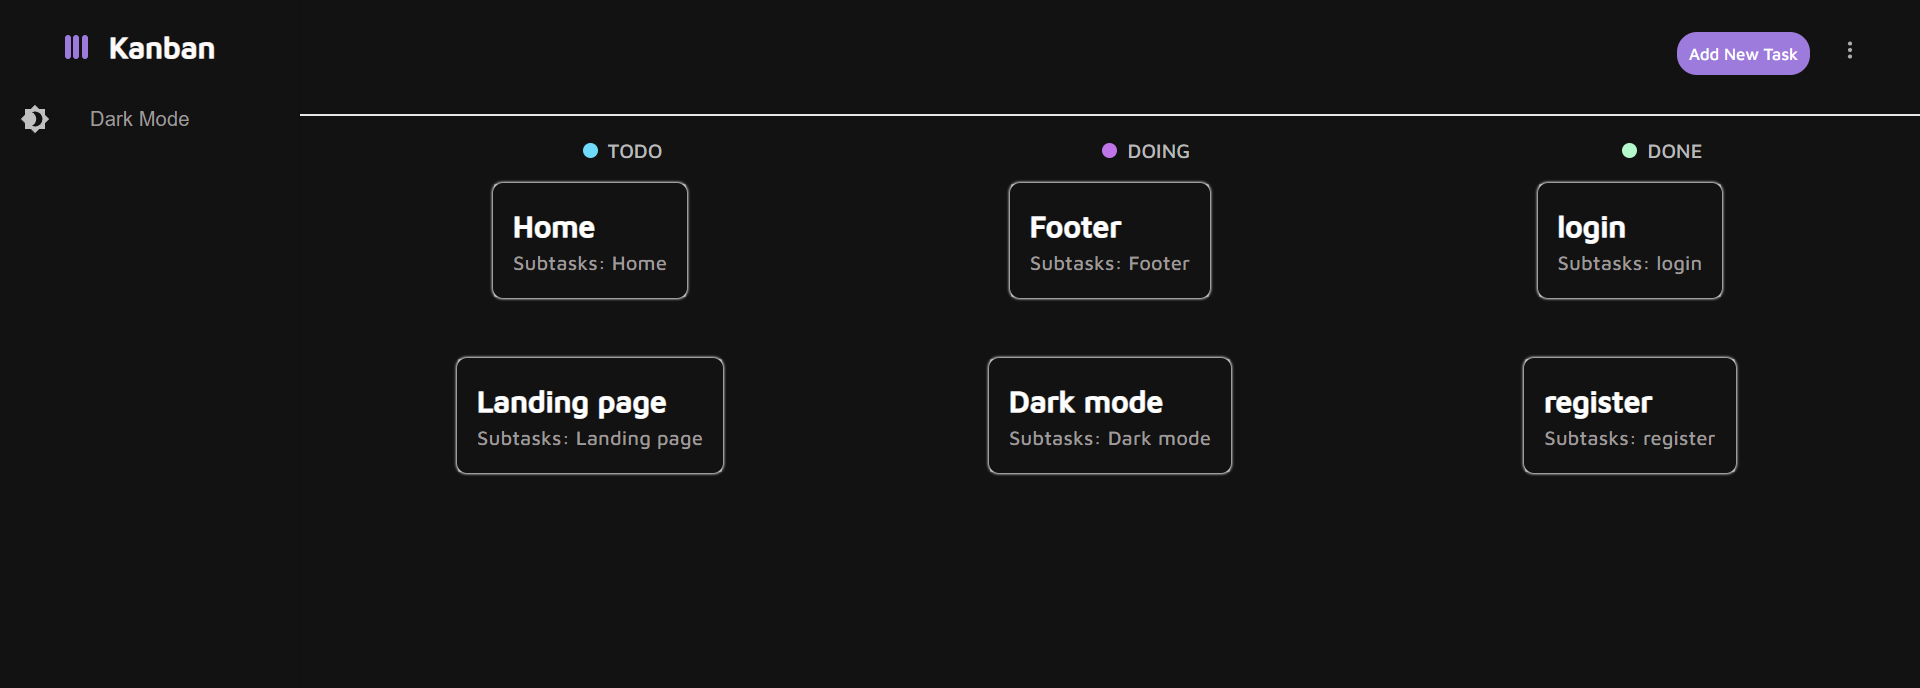 Kanban
Add New Task
Dark Mode
TODO
Home
Subtasks: Home
Landing page
Subtasks: Landing page
DOING
Footer
Subtasks: Footer
Dark mode
Subtasks: Dark mode
DONE
login
Subtasks: login
register
Subtasks: register